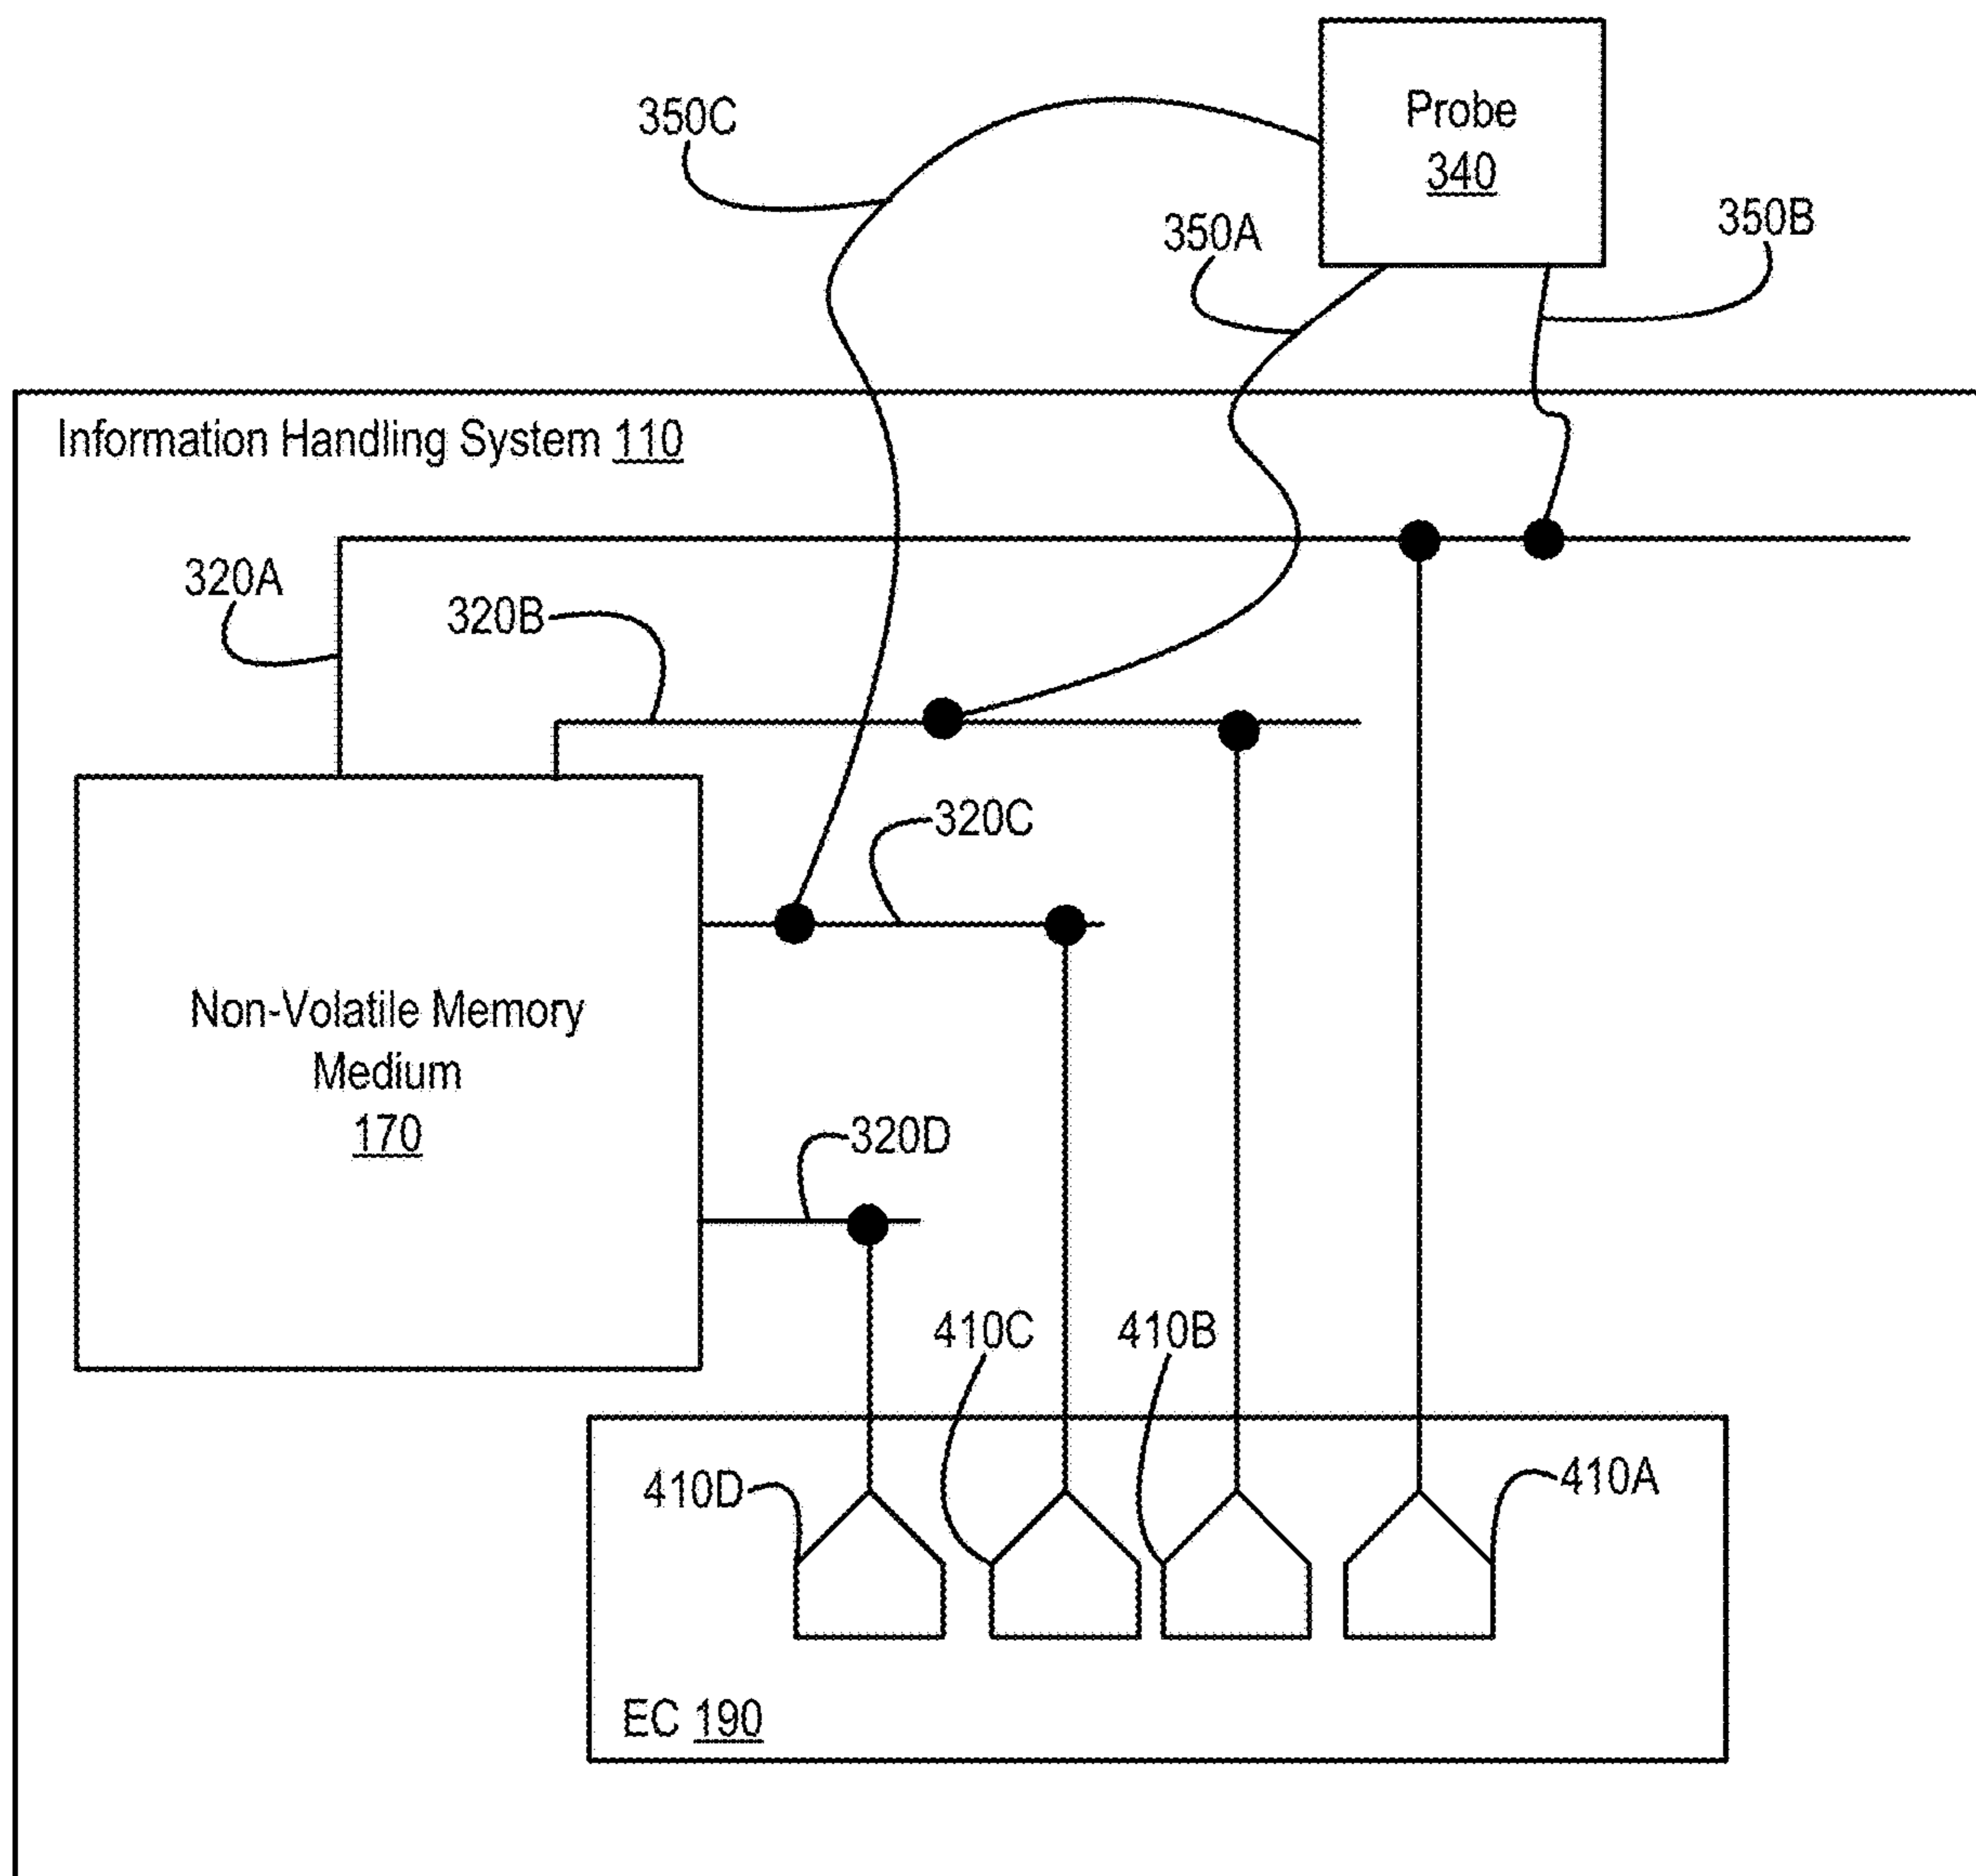 Probe
340
350C
350A
350B
Information Handling System 110
320A
320B
320C
Non-Volatile Memory
Medium
170
320D
410C
410B
410D
410A
EC 190